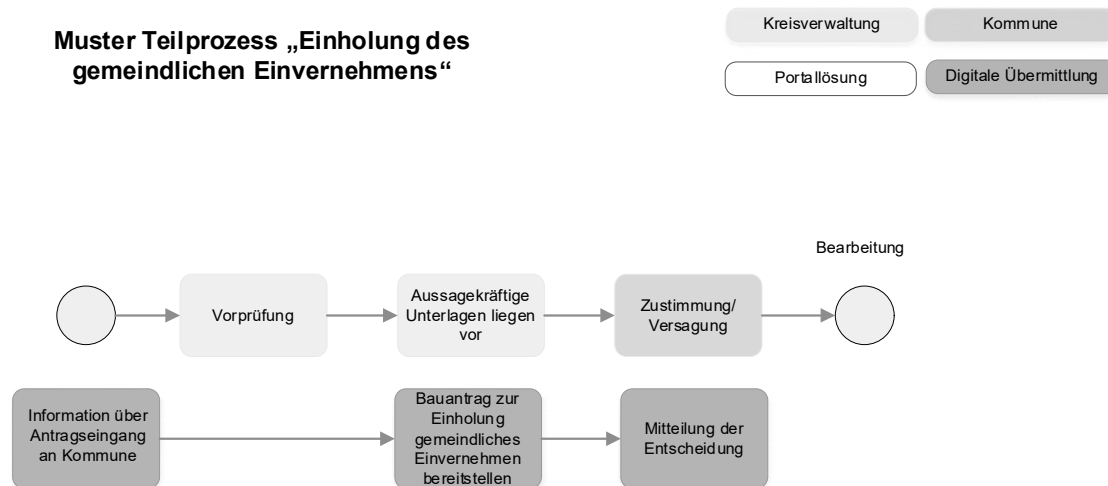 Muster Teilprozess „Einholung des
gemeindlichen Einvernehmens“
Kreisverwaltung
Kommune
Portallösung
Digitale Übermittlung
Bearbeitung
Vorprüfung
Aussagekräftige
Unterlagen liegen
vor
Zustimmung/
Versagung
Information über
Antragseingang
an Kommune
Bauantrag zur
Einholung
gemeindliches
Einvernehmen
bereitstellen
Mitteilung der
Entscheidung